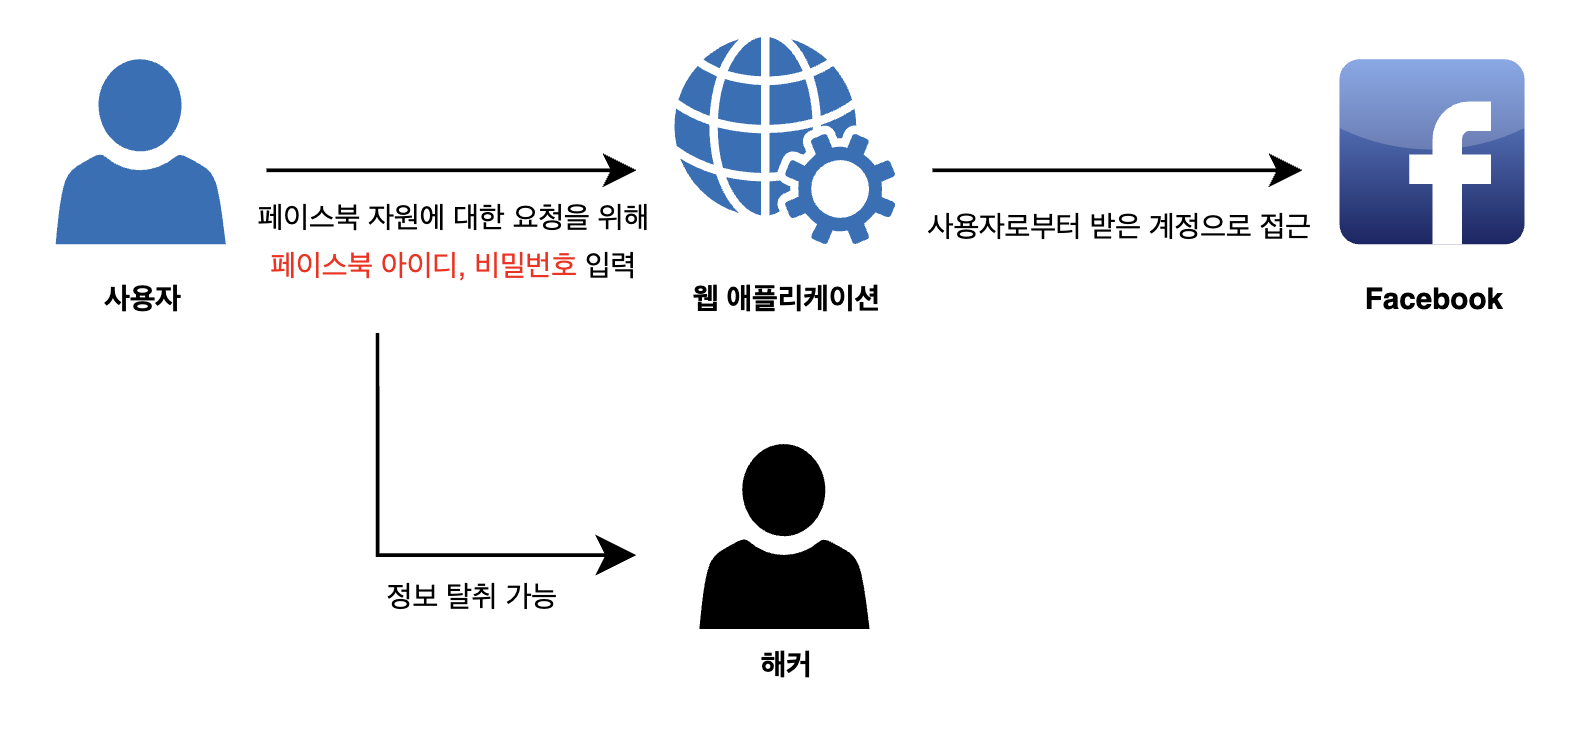 페이스북 자원에 대한 요청을 위해
페이스북 아이디, 비밀번호 입력
사용자로부터 받은 계정으로 접근
사용자
웹 애플리케이션
Facebook
정보 탈취 가능
해커